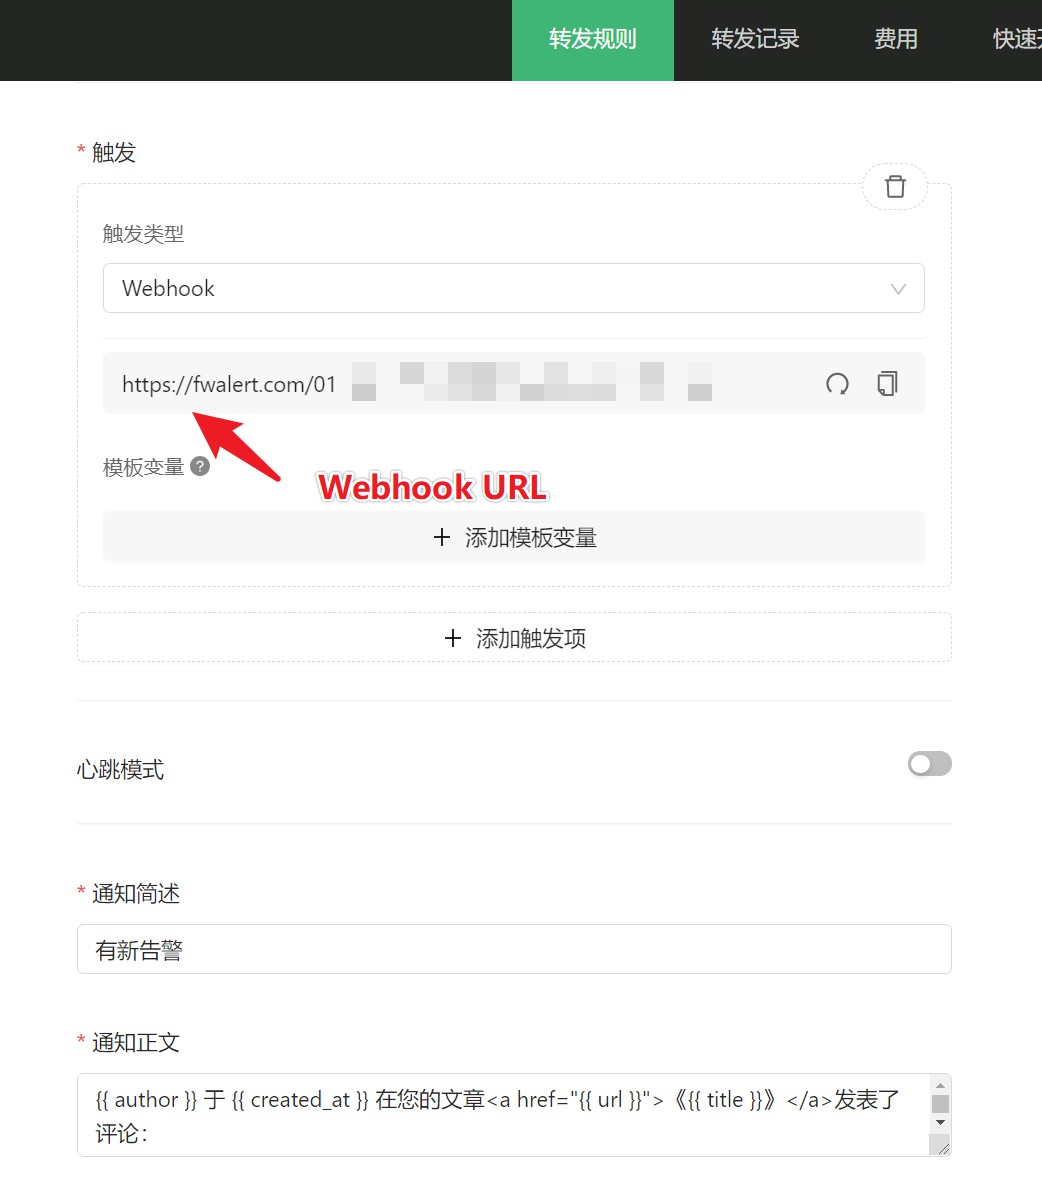 转发规则 转发记录 费用 快速
* 触发
触发类型
Webhook
https://fwalert.com/01
模板变量 ?
Webhook URL
+ 添加模板变量
+ 添加触发项
心跳模式
* 通知简述
有新告警
* 通知正文
{{ author }} 于 {{ created_at }} 在您的文章<a href="{{ url }}">《{{ title }}》</a>发表了
评论: